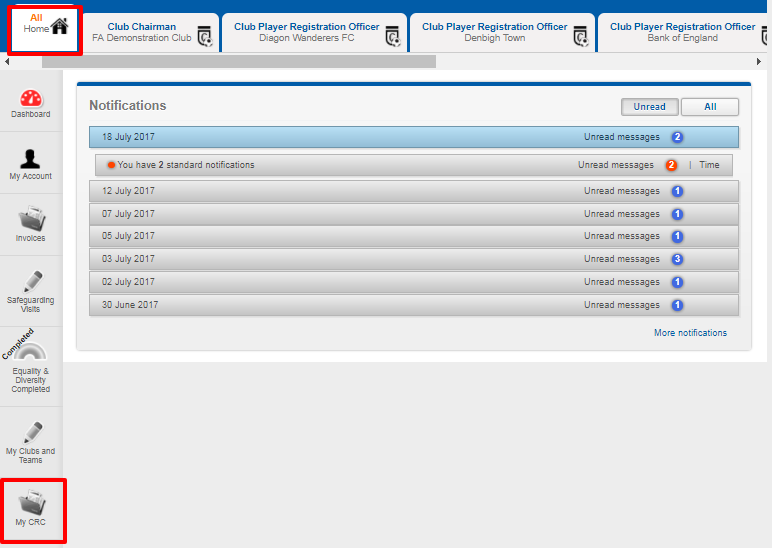 All
Home
Club Chairman
FA Demonstration Club
Club Player Registration Officer
Diagon Wanderers FC
Club Player Registration Officer
Denbigh Town
Club Player Registration Officer
Bank of England
Dashboard
My Account
Invoices
Safeguarding
Visits
Completed
Equality &
Diversity
Completed
My Clubs and
Teams
My CRC
Notifications
Unread
All
18 July 2017 Unread messages 2
You have 2 standard notifications Unread messages 2 | Time
12 July 2017 Unread messages 1
07 July 2017 Unread messages 1
05 July 2017 Unread messages 1
03 July 2017 Unread messages 3
02 July 2017 Unread messages 1
30 June 2017 Unread messages 1
More notifications